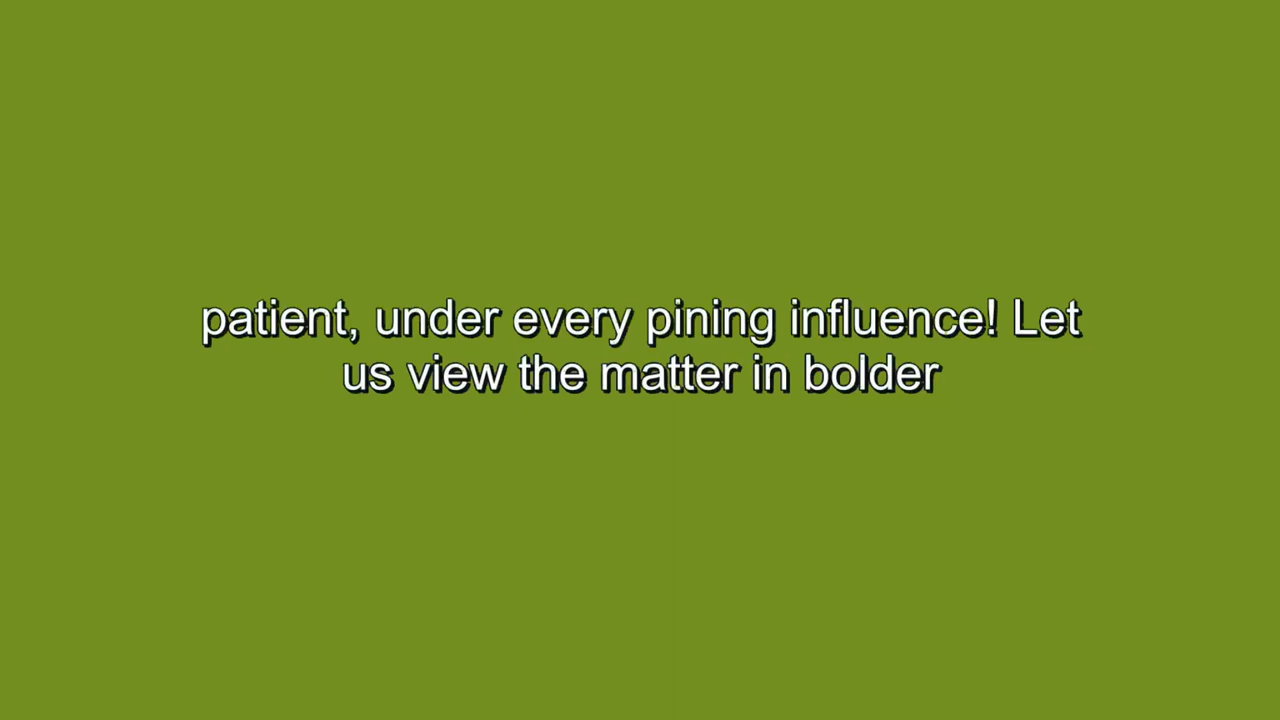 patient, under every pining influence! Let
us view the matter in bolder